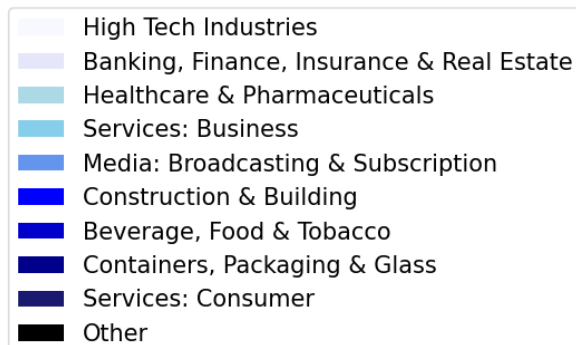 High Tech Industries
Banking, Finance, Insurance & Real Estate
Healthcare & Pharmaceuticals
Services: Business
Media: Broadcasting & Subscription
Construction & Building
Beverage, Food & Tobacco
Containers, Packaging & Glass
Services: Consumer
Other